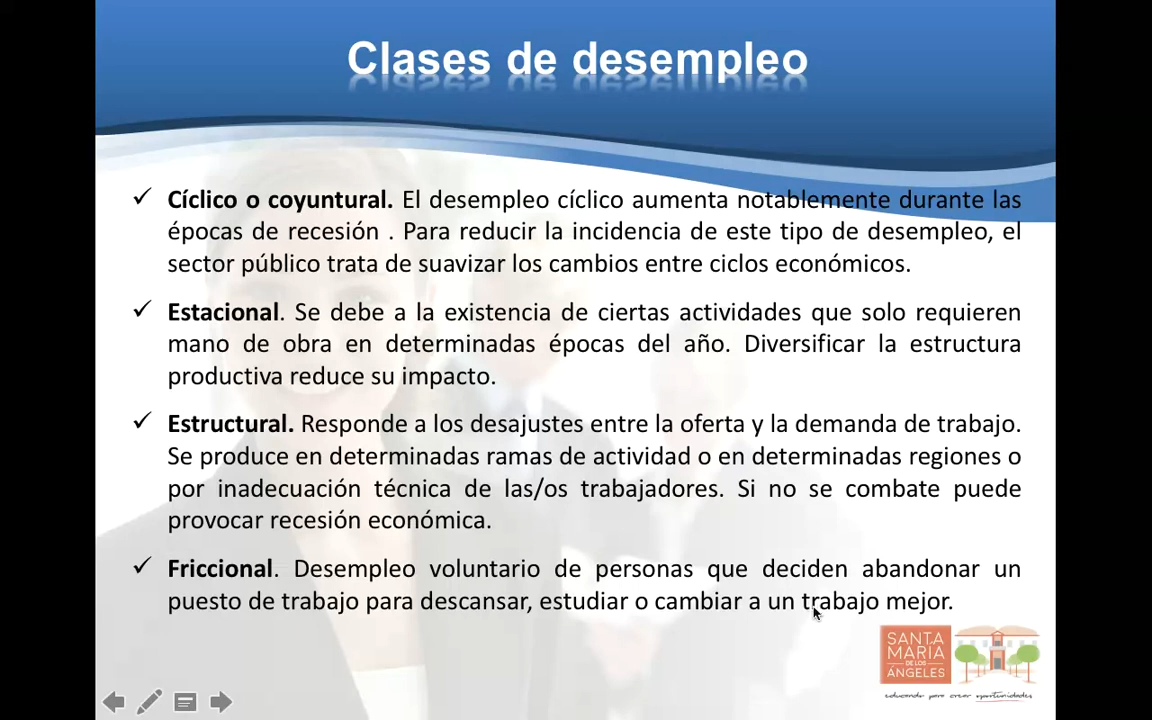 Clases de desempleo
✓ Cíclico o coyuntural. El desempleo cíclico aumenta notablemente durante las
épocas de recesión . Para reducir la incidencia de este tipo de desempleo, el
sector público trata de suavizar los cambios entre ciclos económicos.
✓ Estacional. Se debe a la existencia de ciertas actividades que solo requieren
mano de obra en determinadas épocas del año. Diversificar la estructura
productiva reduce su impacto.
✓ Estructural. Responde a los desajustes entre la oferta y la demanda de trabajo.
Se produce en determinadas ramas de actividad o en determinadas regiones o
por inadecuación técnica de las/os trabajadores. Si no se combate puede
provocar recesión económica.
✓ Friccional. Desempleo voluntario de personas que deciden abandonar un
puesto de trabajo para descansar, estudiar o cambiar a un trabajo mejor.
SANTA
MARÍA
DE LOS
ÁNGELES
educando para crear oportunidades